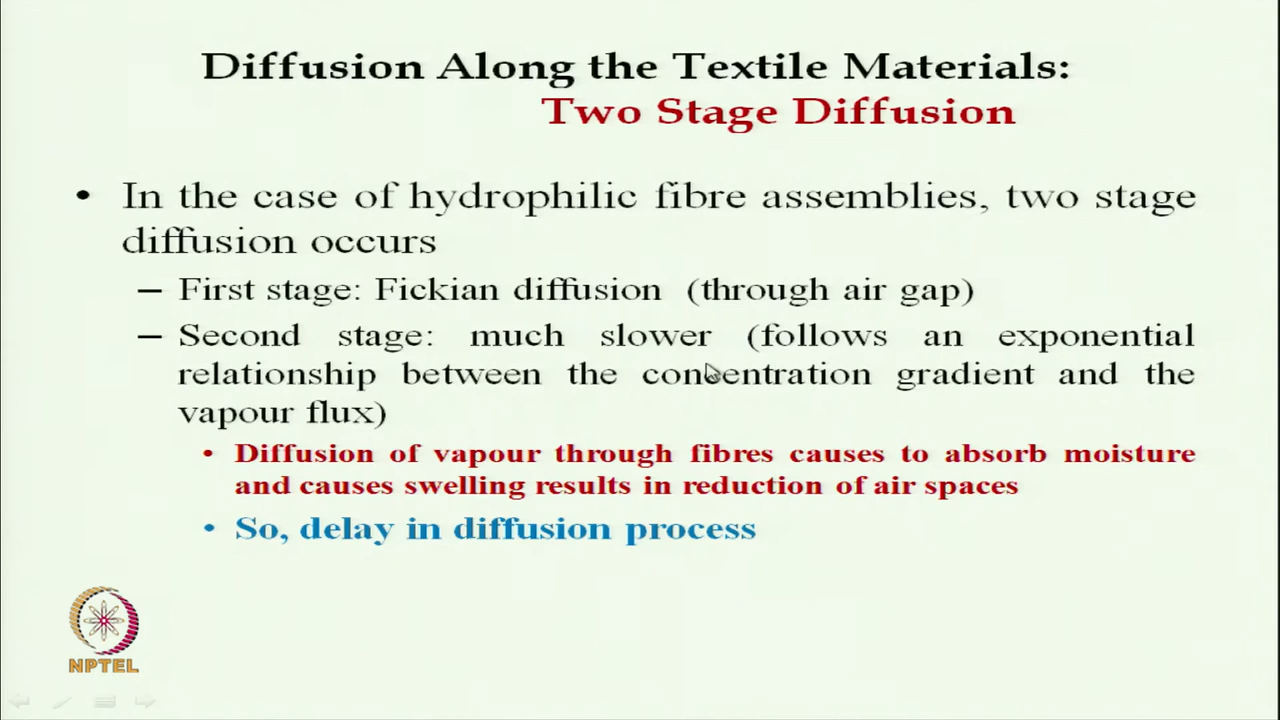 Diffusion Along the Textile Materials:
Two Stage Diffusion
• In the case of hydrophilic fibre assemblies, two stage
diffusion occurs
– First stage: Fickian diffusion (through air gap)
– Second stage: much slower (follows an exponential
relationship between the concentration gradient and the
vapour flux)
• Diffusion of vapour through fibres causes to absorb moisture
and causes swelling results in reduction of air spaces
• So, delay in diffusion process
NPTEL